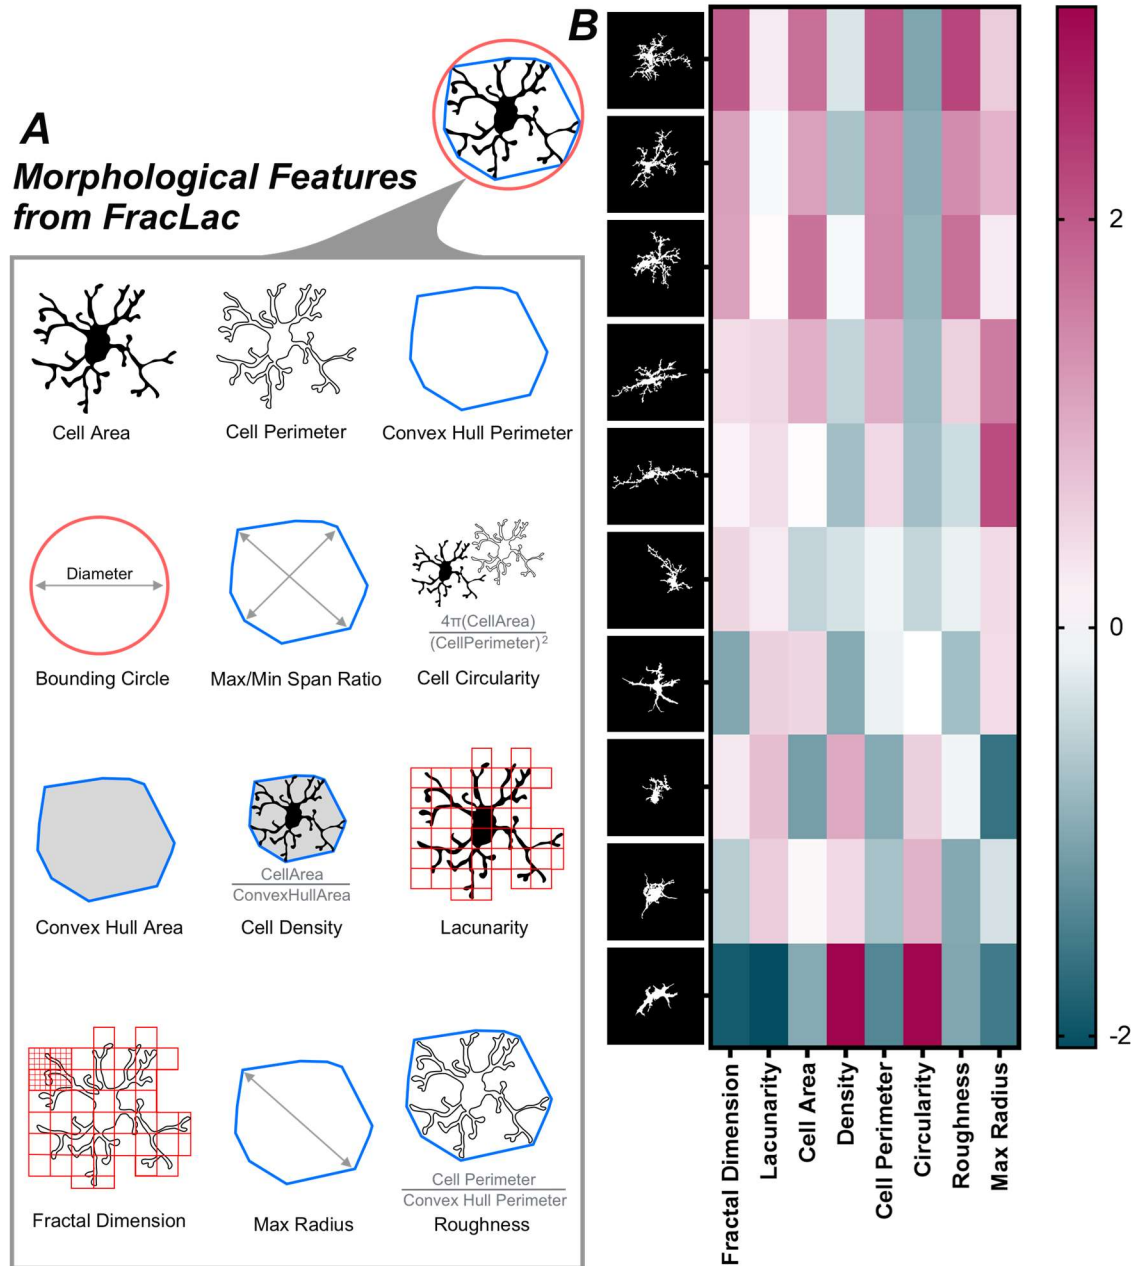 A
Morphological Features
from FracLac
Cell Area
Cell Perimeter
Convex Hull Perimeter
Diameter
Bounding Circle
Max/Min Span Ratio
4π(CellArea)
(CellPerimeter)²
Cell Circularity
Convex Hull Area
CellArea
ConvexHullArea
Cell Density
Lacunarity
Fractal Dimension
Max Radius
Cell Perimeter
Convex Hull Perimeter
Roughness
B
2
0
-2
Fractal Dimension
Lacunarity
Cell Area
Density
Cell Perimeter
Circularity
Roughness
Max Radius